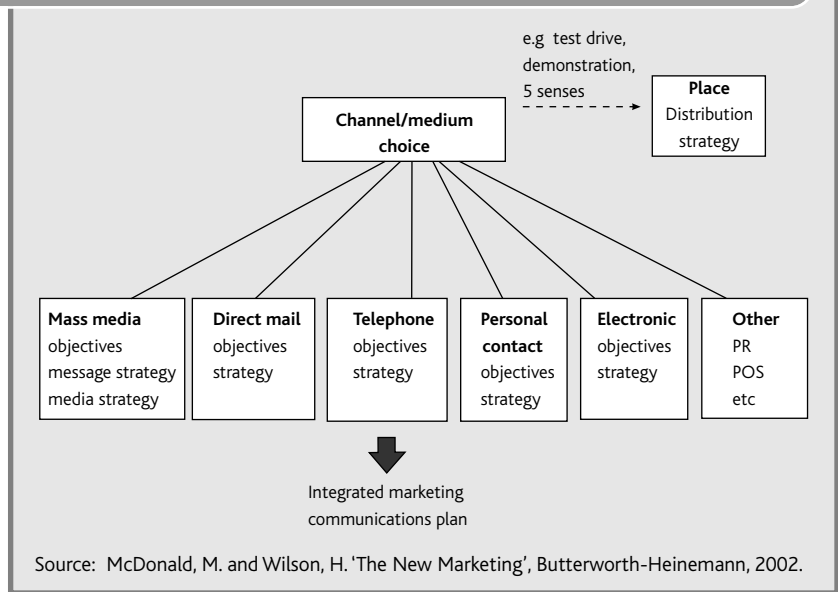 e.g test drive,
demonstration,
5 senses
Place
Distribution
strategy
Channel/medium
choice
Mass media
objectives
message strategy
media strategy
Direct mail
objectives
strategy
Telephone
objectives
strategy
Personal
contact
objectives
strategy
Electronic
objectives
strategy
Other
PR
POS
etc
Integrated marketing
communications plan
Source: McDonald, M. and Wilson, H. 'The New Marketing', Butterworth-Heinemann, 2002.